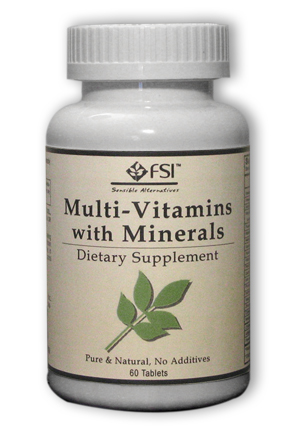 FSI™
Sensible Alternatives
Multi-Vitamins
with Minerals
Dietary Supplement
Pure & Natural, No Additives
60 Tablets